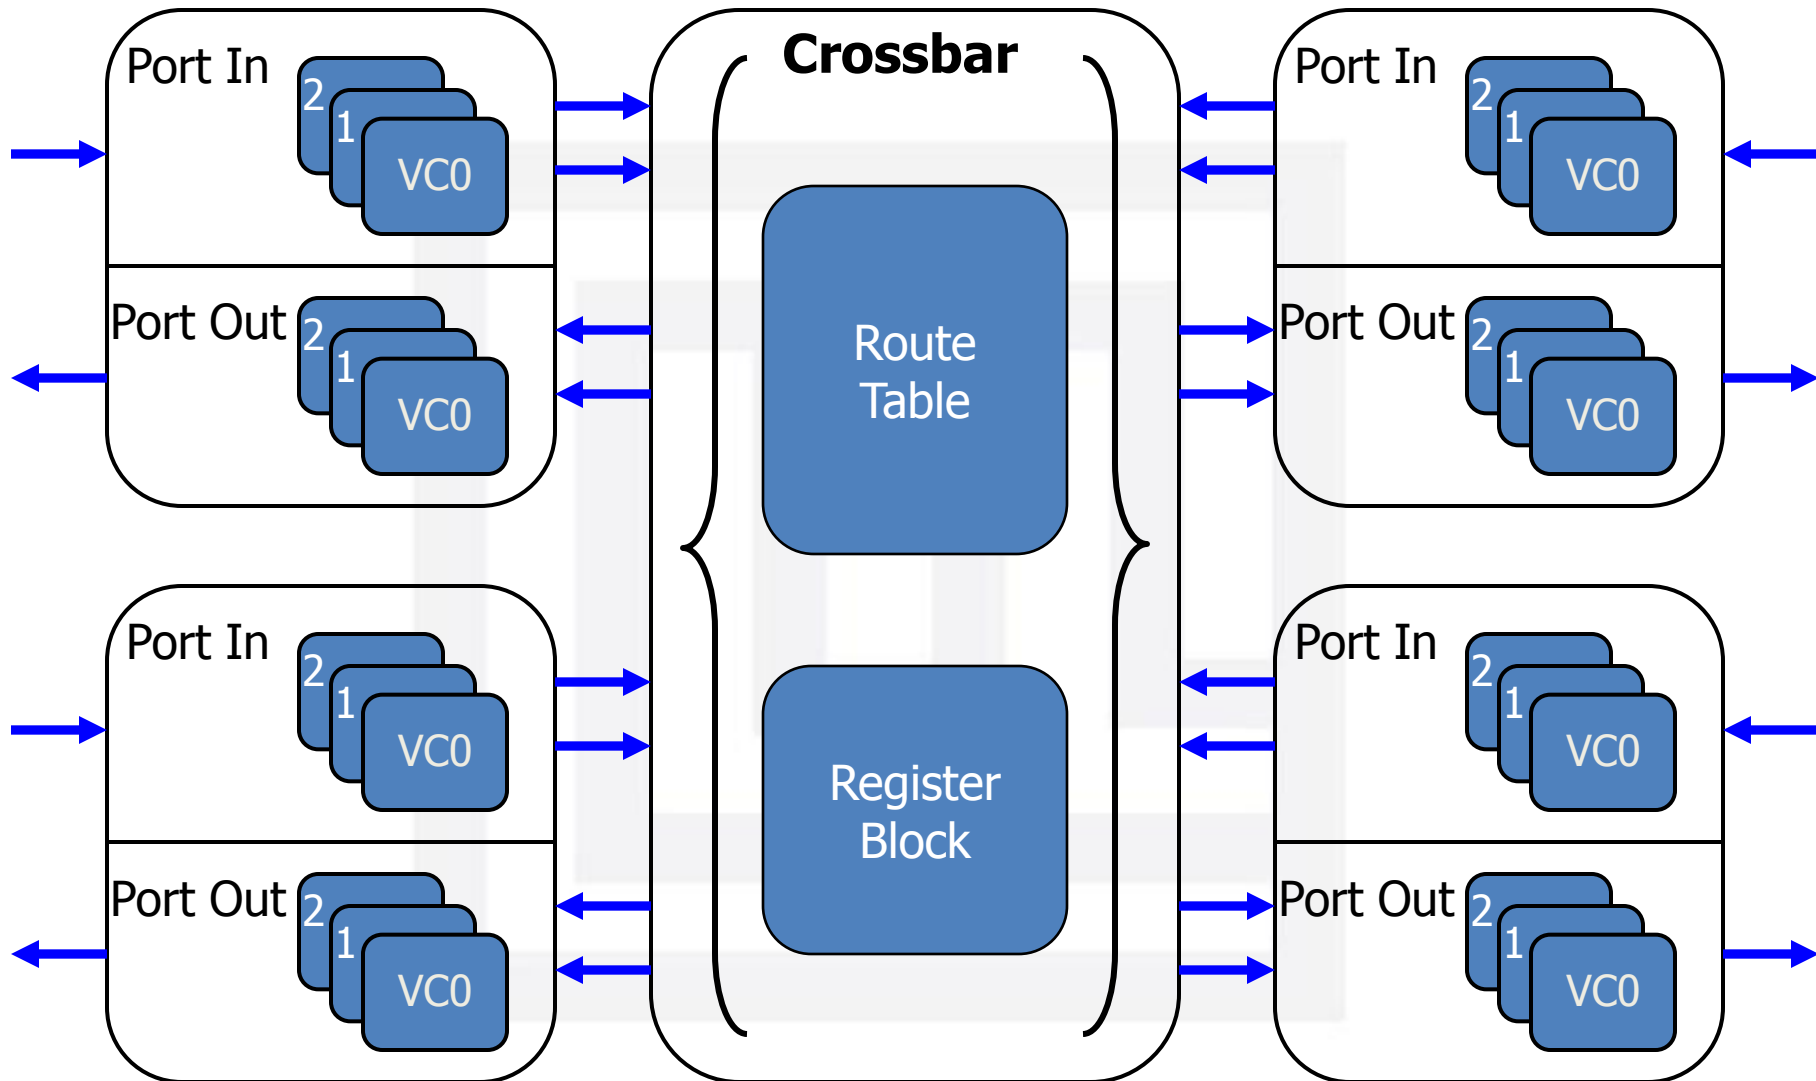 Port In
2
1
VC0
Port Out
2
1
VC0
Port In
2
1
VC0
Port Out
2
1
VC0
Crossbar
Route
Table
Register
Block
Port In
2
1
VC0
Port Out
2
1
VC0
Port In
2
1
VC0
Port Out
2
1
VC0